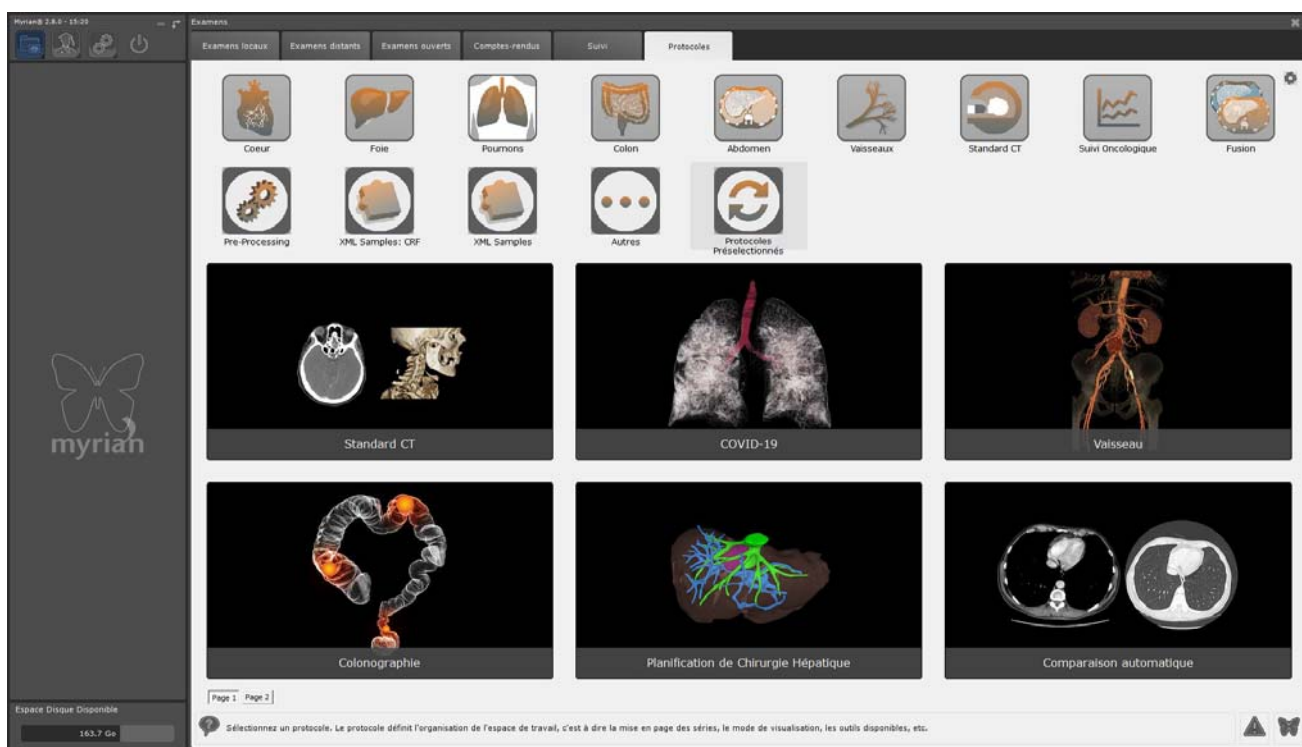 Myrian® 2.8.0 - 15:20
Examens
Examens locaux
Examens distants
Examens ouverts
Comptes-rendus
Suivi
Protocoles
Coeur
Foie
Poumons
Colon
Abdomen
Vaisseaux
Standard CT
Suivi Oncologique
Fusion
Pre-Processing
XML Samples: CRF
XML Samples
Autres
Protocoles
Préselectionnés
Standard CT
COVID-19
Vaisseau
Colonographie
Planification de Chirurgie Hépatique
Comparaison automatique
myrian
Page 1
Page 2
Espace Disque Disponible
163.7 Go
Sélectionnez un protocole. Le protocole définit l'organisation de l'espace de travail, c'est à dire la mise en page des séries, le mode de visualisation, les outils disponibles, etc.